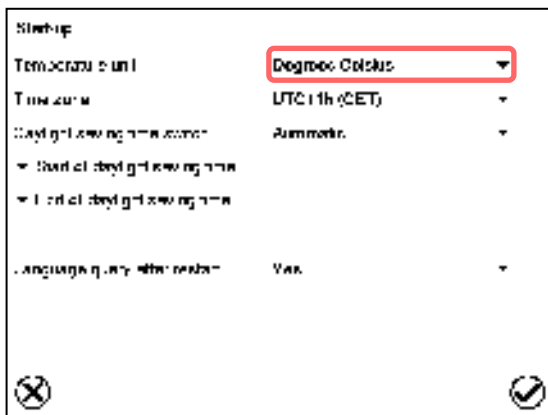 Start-up
Temperature unit Degrees Celsius
Time zone UTC+1h (CET)
Daylight saving time switch Automatic
Start of daylight saving time
End of daylight saving time
Language query after restart Yes